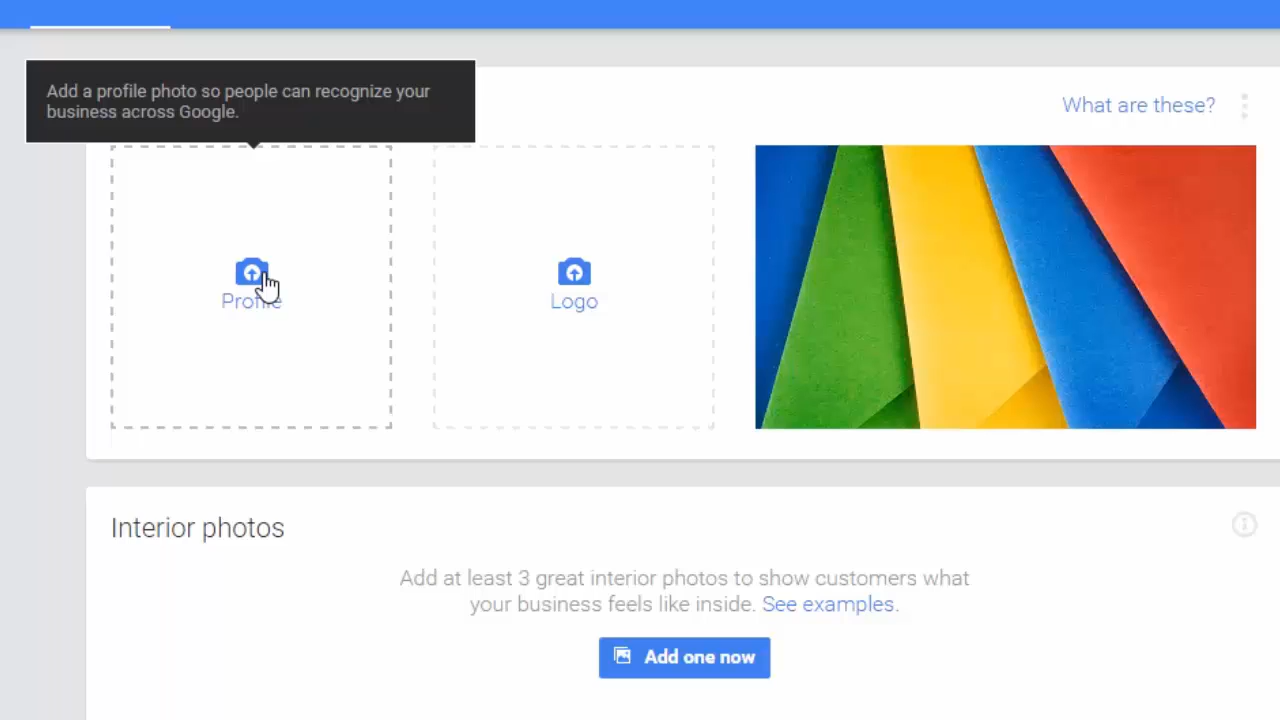 Add a profile photo so people can recognize your
business across Google.
What are these?
Profile
Logo
Interior photos
Add at least 3 great interior photos to show customers what
your business feels like inside. See examples.
Add one now